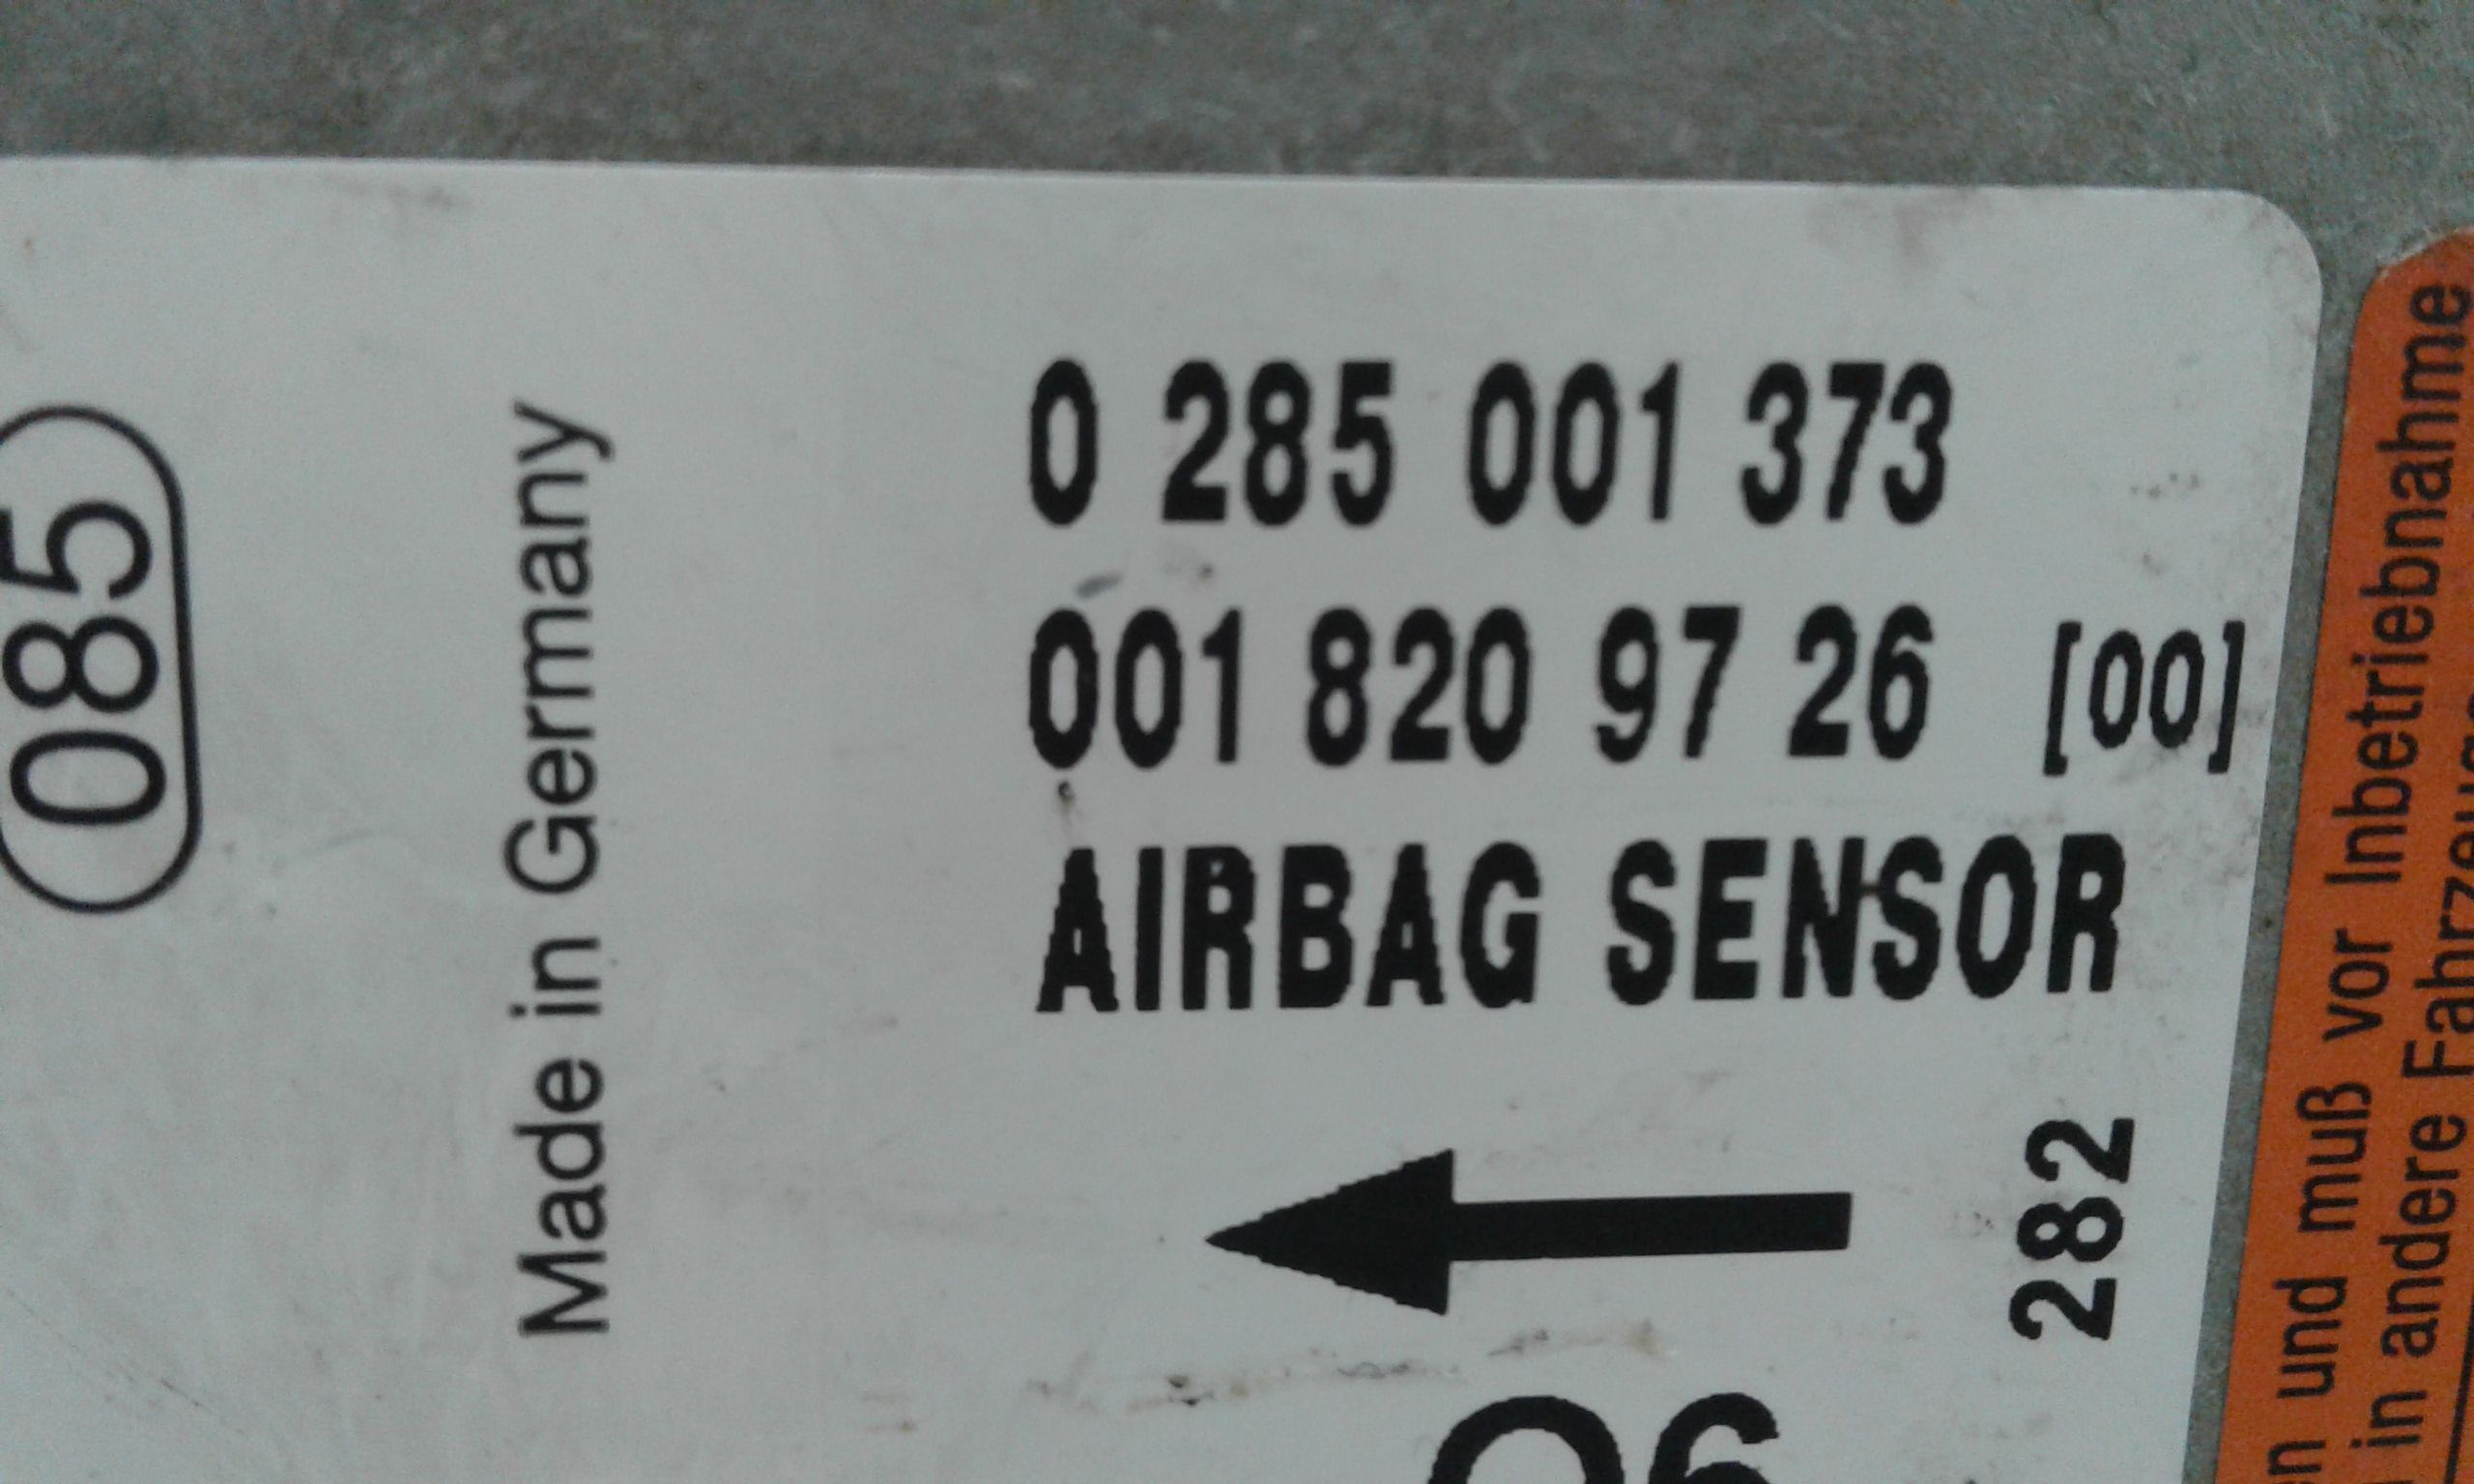 0 285 001 373
001 820 97 26 [00]
AIRBAG SENSOR
282
Made in Germany
085
und muß vor Inbetriebnahme
in andere